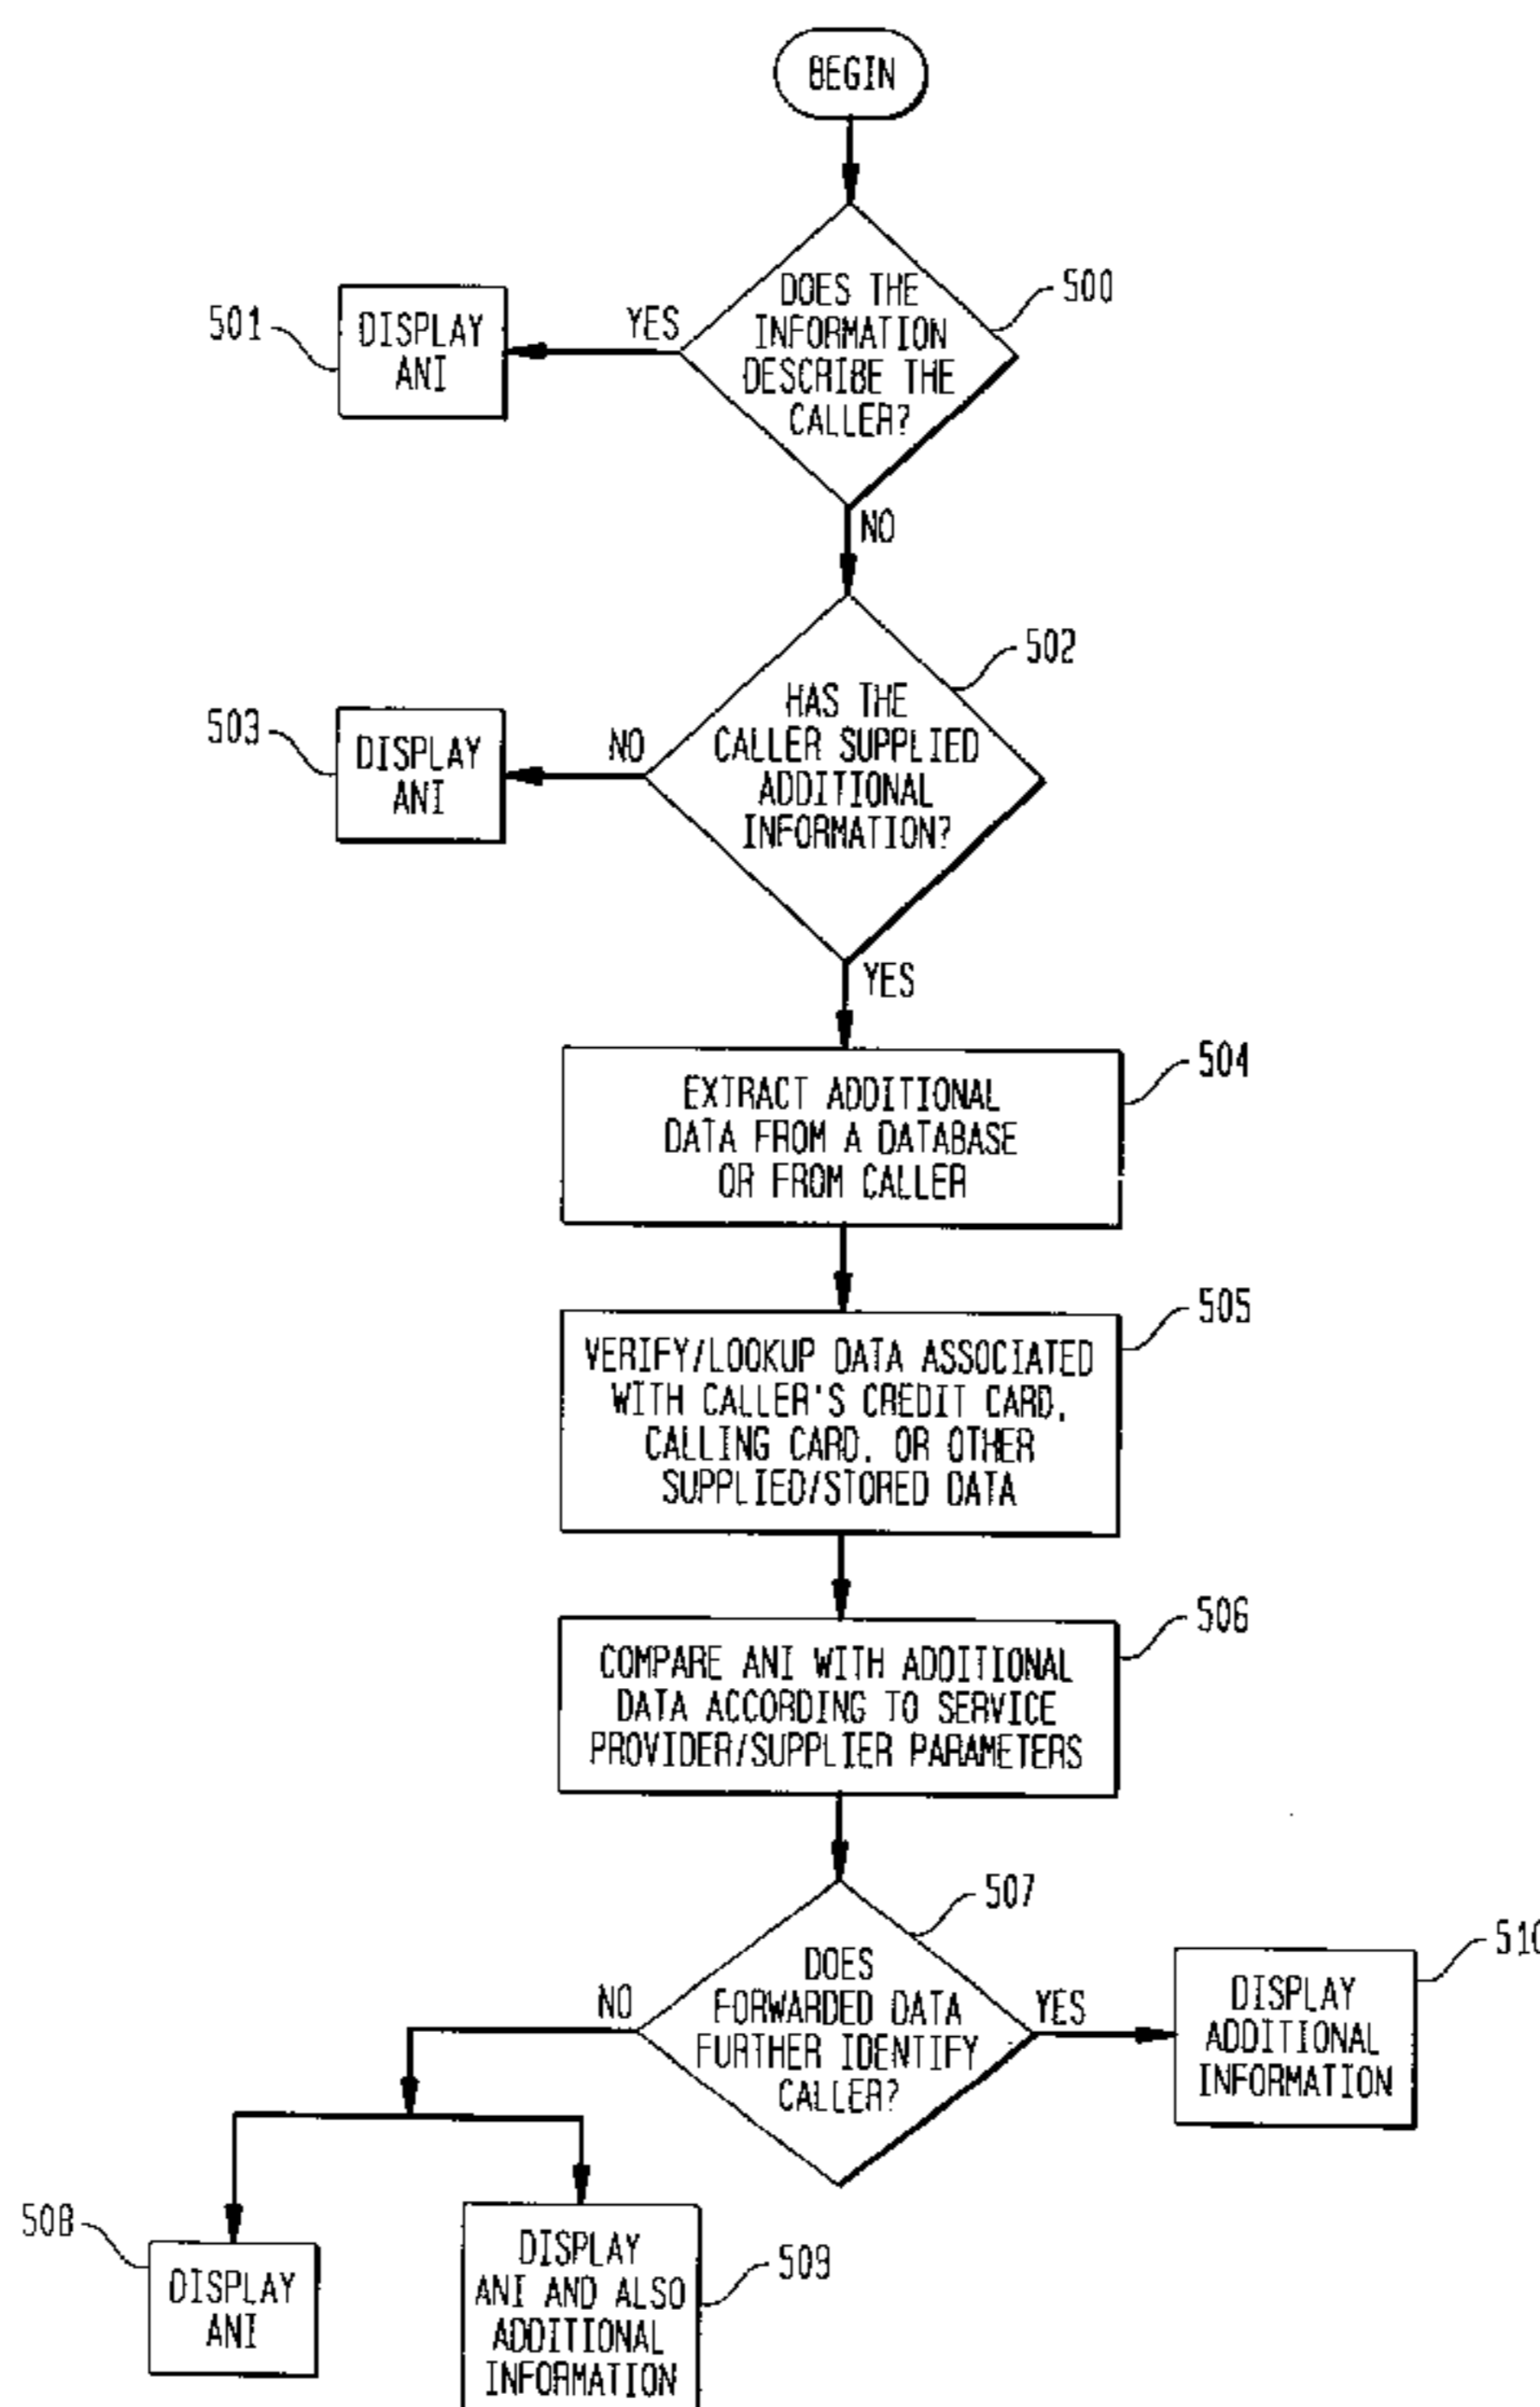 BEGIN
DOES THE
INFORMATION
DESCRIBE THE
CALLER?
500
YES
501
DISPLAY
ANI
NO
502
HAS THE
CALLER SUPPLIED
ADDITIONAL
INFORMATION?
NO
503
DISPLAY
ANI
YES
504
EXTRACT ADDITIONAL
DATA FROM A DATABASE
OR FROM CALLER
505
VERIFY/LOOKUP DATA ASSOCIATED
WITH CALLER'S CREDIT CARD,
CALLING CARD, OR OTHER
SUPPLIED/STORED DATA
506
COMPARE ANI WITH ADDITIONAL
DATA ACCORDING TO SERVICE
PROVIDER/SUPPLIER PARAMETERS
507
DOES
FORWARDED DATA
FURTHER IDENTIFY
CALLER?
NO
YES
510
DISPLAY
ADDITIONAL
INFORMATION
508
DISPLAY
ANI
509
DISPLAY
ANI AND ALSO
ADDITIONAL
INFORMATION